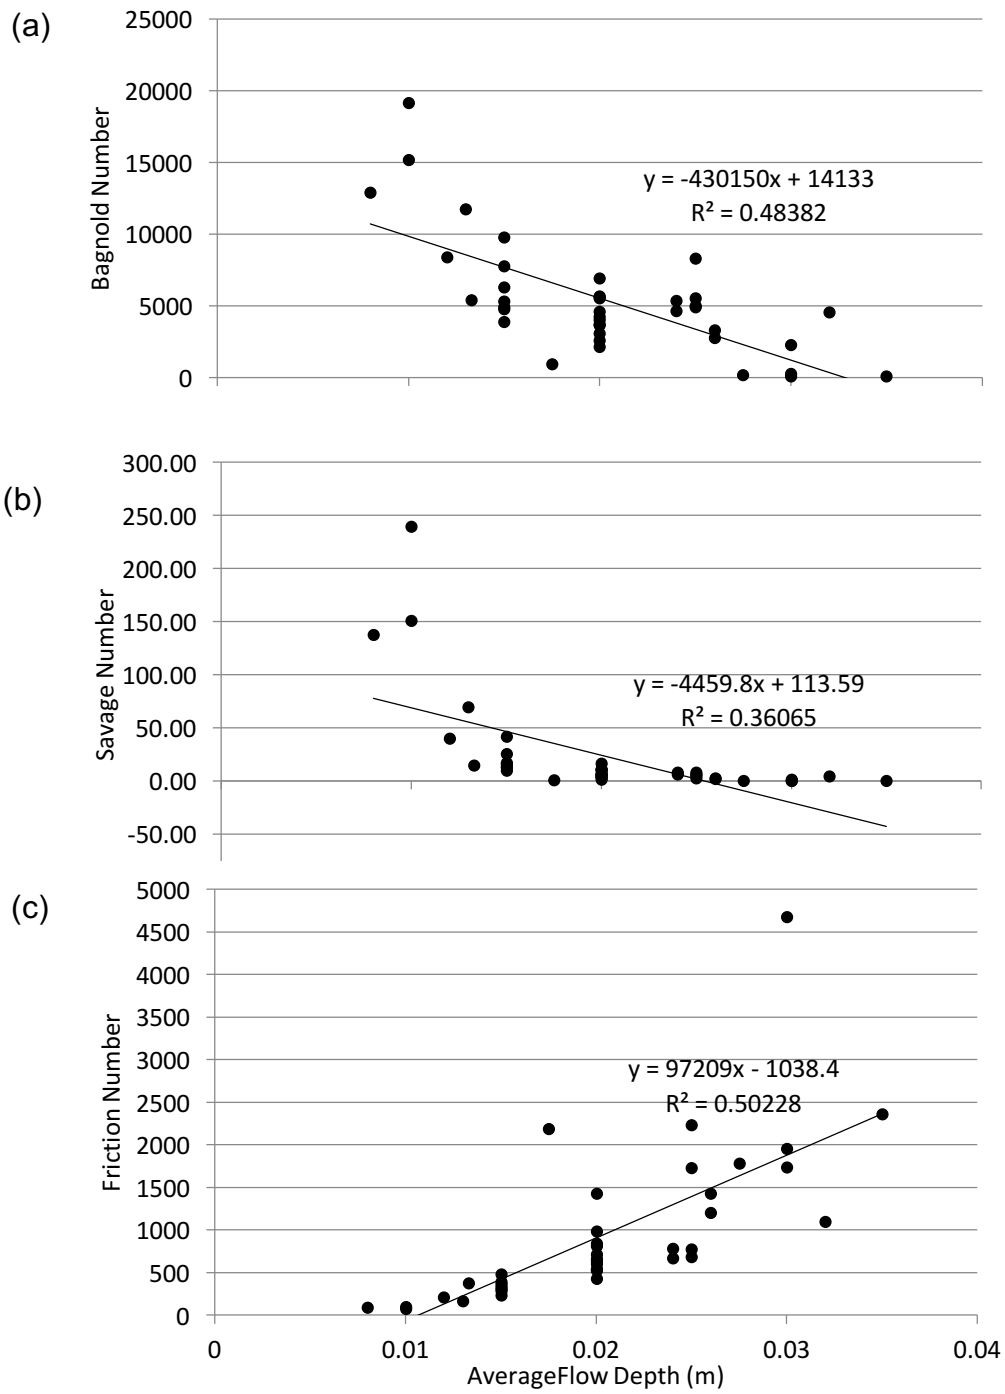 (a)
25000
20000
15000
10000
5000
0
Bagnold Number
y = -430150x + 14133
R² = 0.48382
(b)
300.00
250.00
200.00
150.00
100.00
50.00
0.00
-50.00
Savage Number
y = -4459.8x + 113.59
R² = 0.36065
(c)
5000
4500
4000
3500
3000
2500
2000
1500
1000
500
0
Friction Number
y = 97209x - 1038.4
R² = 0.50228
0 0.01 0.02 0.03 0.04
AverageFlow Depth (m)